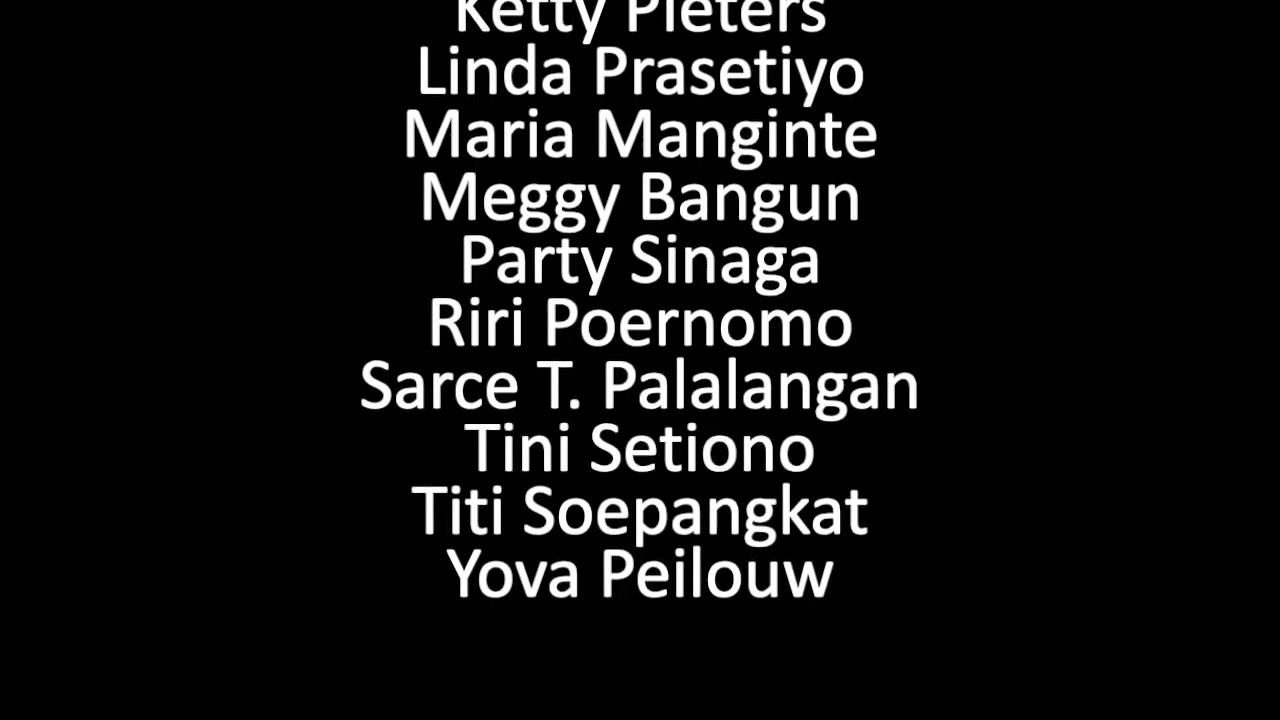 Ketty Pieters
Linda Prasetiyo
Maria Manginte
Meggy Bangun
Party Sinaga
Riri Poernomo
Sarce T. Palalangan
Tini Setiono
Titi Soepangkat
Yova Peilouw